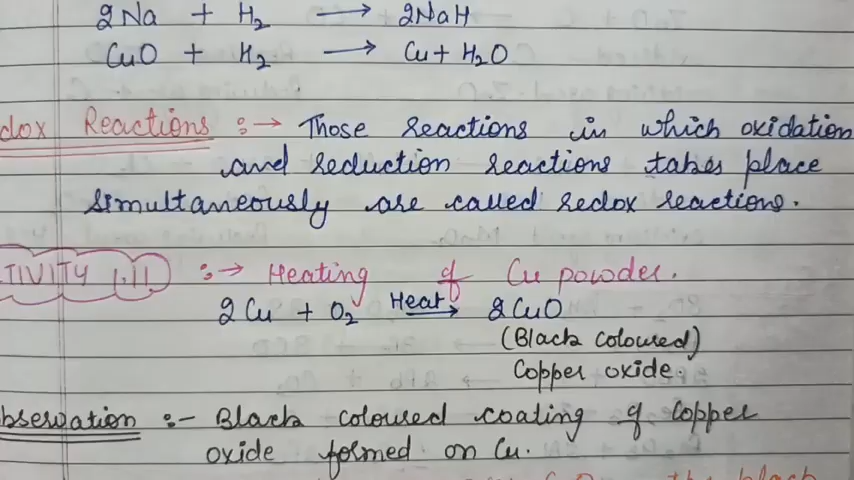 2Na + H₂ → 2NaH
CuO + H₂ → Cu + H₂O
dox Reactions :→ Those reactions in which oxidation
and reduction reactions takes place
simultaneously are called redox reactions.
TIVITY 1.11 :→ Heating of Cu powder.
2Cu + O₂ Heat→ 2CuO
(Black coloured)
Copper oxide.
bservation :- Black coloured coating of Copper
oxide formed on Cu.
the black